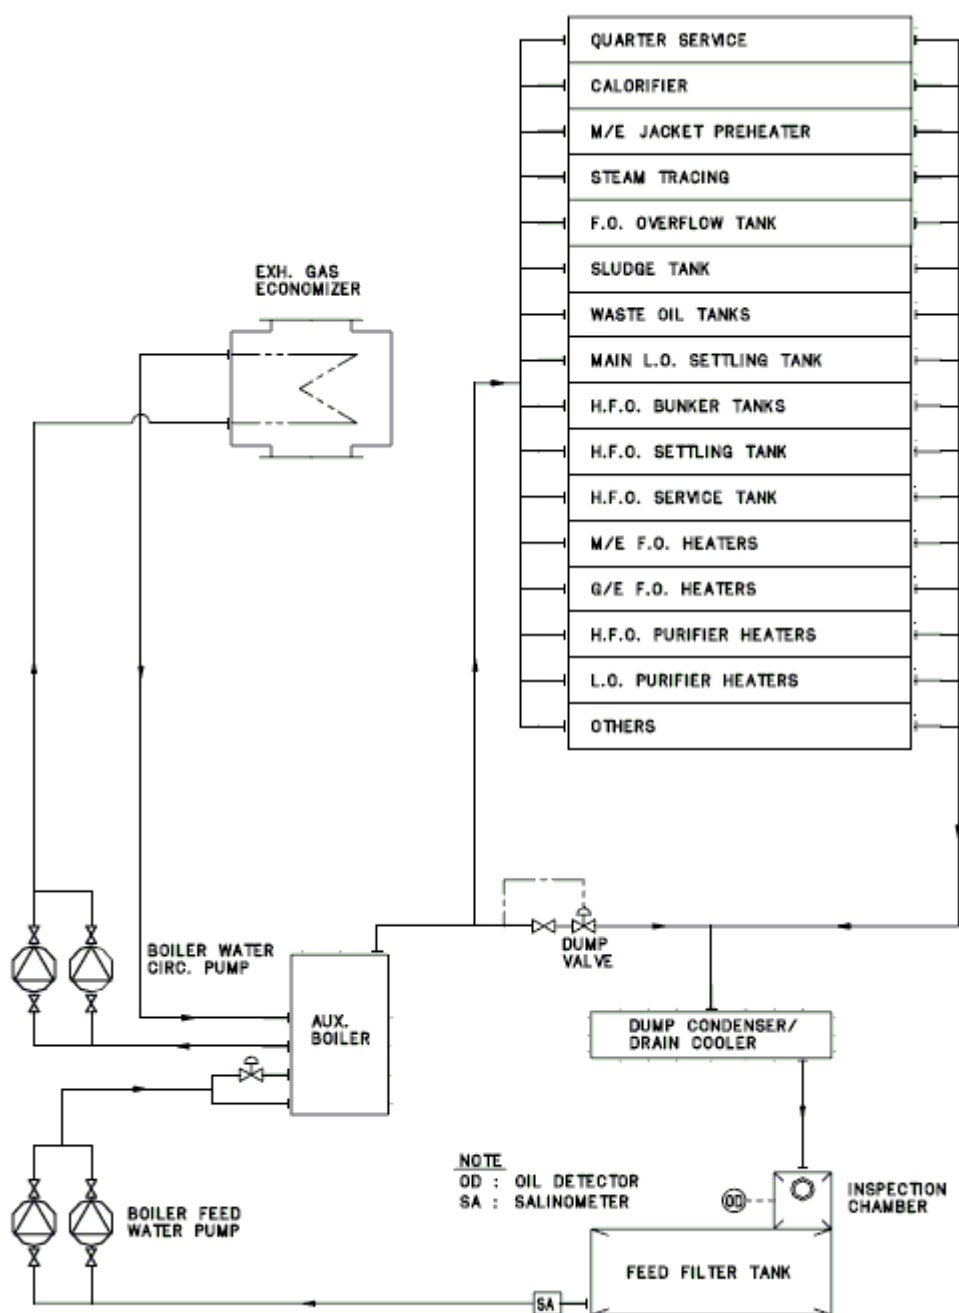 QUARTER SERVICE
CALORIFIER
M/E JACKET PREHEATER
STEAM TRACING
F.O. OVERFLOW TANK
SLUDGE TANK
WASTE OIL TANKS
MAIN L.O. SETTLING TANK
H.F.O. BUNKER TANKS
H.F.O. SETTLING TANK
H.F.O. SERVICE TANK
M/E F.O. HEATERS
G/E F.O. HEATERS
H.F.O. PURIFIER HEATERS
L.O. PURIFIER HEATERS
OTHERS
EXH. GAS
ECONOMIZER
BOILER WATER
CIRC. PUMP
AUX.
BOILER
DUMP
VALVE
DUMP CONDENSER/
DRAIN COOLER
NOTE
OD : OIL DETECTOR
SA : SALINOMETER
OD
INSPECTION
CHAMBER
BOILER FEED
WATER PUMP
FEED FILTER TANK
SA